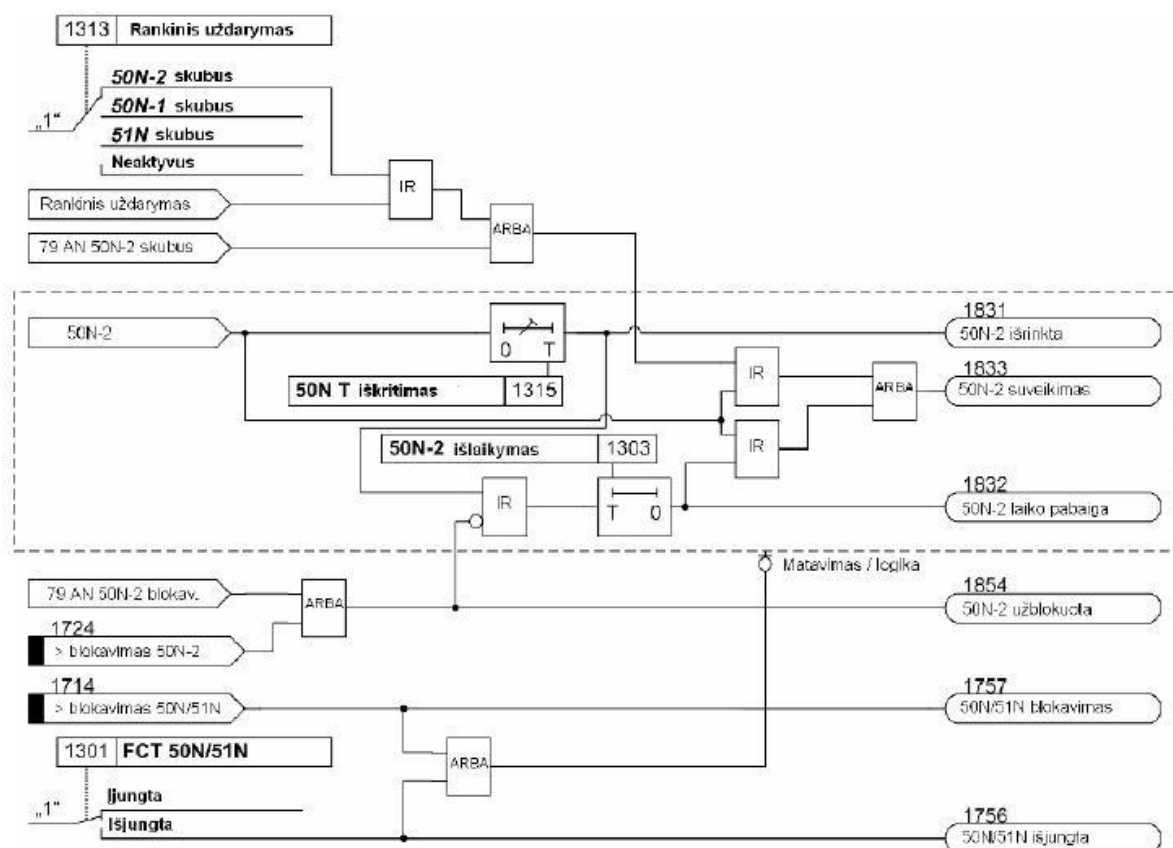 1313 Rankinis uždarymas
50N-2 skubus
50N-1 skubus
„1“
51N skubus
Neaktyvus
IR
Rankinis uždarymas
ARBA
79 AN 50N-2 skubus
1831
50N-2
50N-2 išrinkta
0 T
1833
IR
ARBA
50N T iškritimas 1315
50N-2 suveikimas
50N-2 išlaikymas 1303
IR
1832
IR
T 0
50N-2 laiko pabaiga
Matavimas / logika
79 AN 50N-2 blokav.
ARBA
1854
50N-2 užblokuota
1724
> blokavimas 50N-2
1714
1757
> blokavimas 50N/51N
50N/51N blokavimas
1301 FCT 50N/51N
ARBA
Įjungta
„1“
Išjungta
1756
50N/51N išjungta